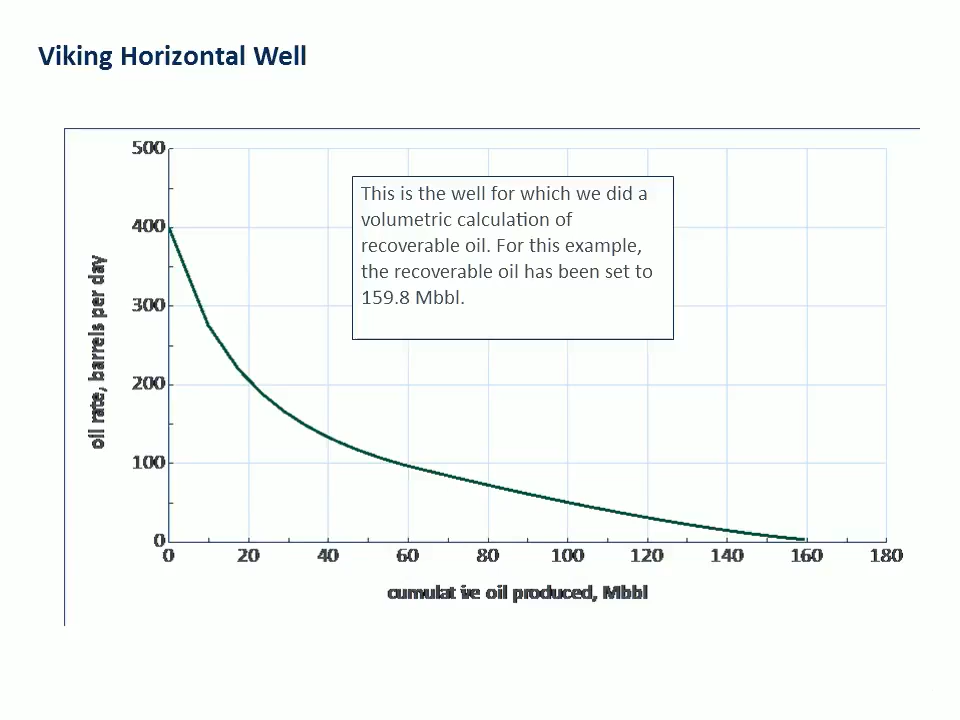 Viking Horizontal Well
500
400
300
200
100
0
oil rate, barrels per day
This is the well for which we did a
volumetric calculation of
recoverable oil. For this example,
the recoverable oil has been set to
159.8 Mbbl.
0 20 40 60 80 100 120 140 160 180
cumulative oil produced, Mbbl